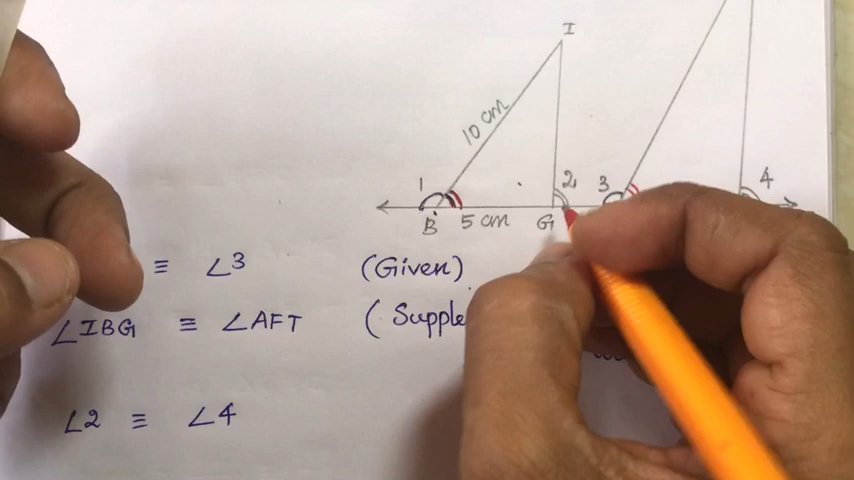 I
10 cm
1
2
3
4
B
5 cm
G
≡ ∠3 (Given)
∠IBG ≡ ∠AFT (Supple
∠2 ≡ ∠4